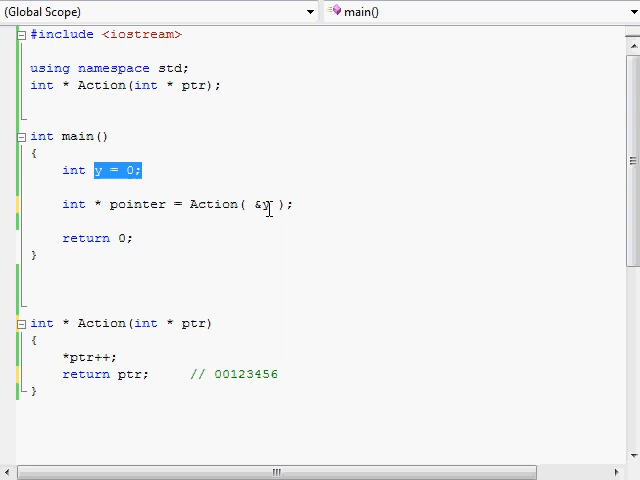 (Global Scope)
main()
#include <iostream>
using namespace std;
int * Action(int * ptr);
int main()
{
int y = 0;
int * pointer = Action( &y );
return 0;
}
int * Action(int * ptr)
{
*ptr++;
return ptr; // 00123456
}